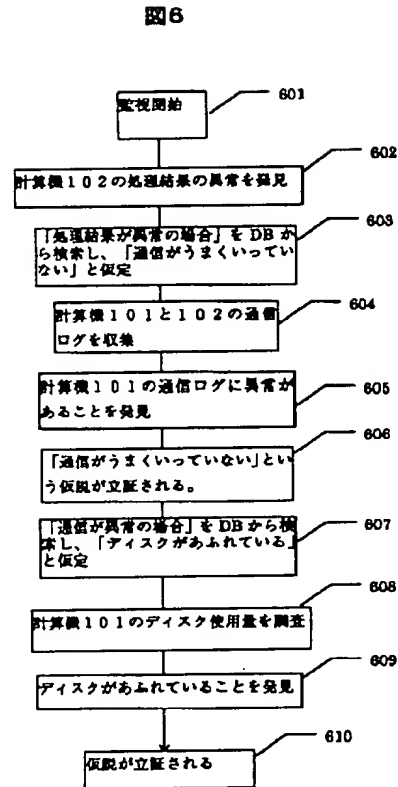 図6
監視開始
601
計算機102の処理結果の異常を発見
602
「処理結果が異常の場合」をDBか
ら検索し、「通信がうまくいってい
ない」と仮定
603
計算機101と102の通信
ログを収集
604
計算機101の通信ログに異常が
あることを発見
605
「通信がうまくいっていない」とい
う仮説が立証される。
606
「通信が異常の場合」をDBから検
索し、「ディスクがあふれている」
と仮定
607
計算機101のディスク使用量を調査
608
ディスクがあふれていることを発見
609
仮説が立証される
610